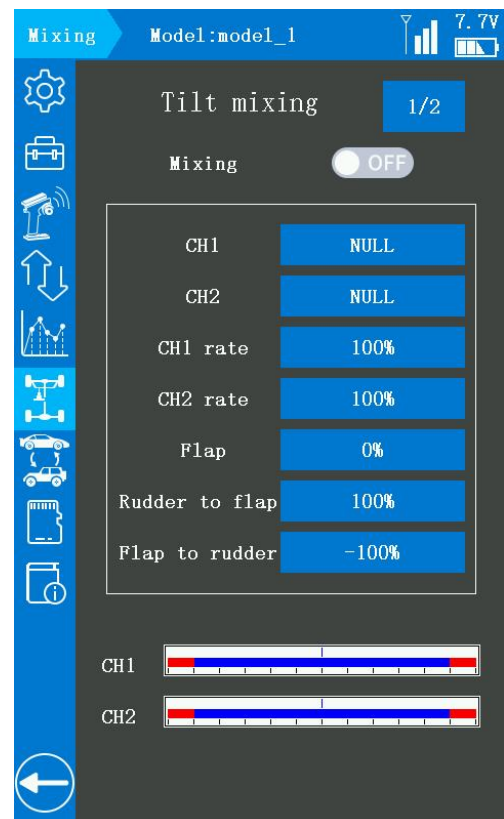 Mixing Model:model_1 7.7V
Tilt mixing 1/2
Mixing OFF
CH1 NULL
CH2 NULL
CH1 rate 100%
CH2 rate 100%
Flap 0%
Rudder to flap 100%
Flap to rudder -100%
CH1
CH2